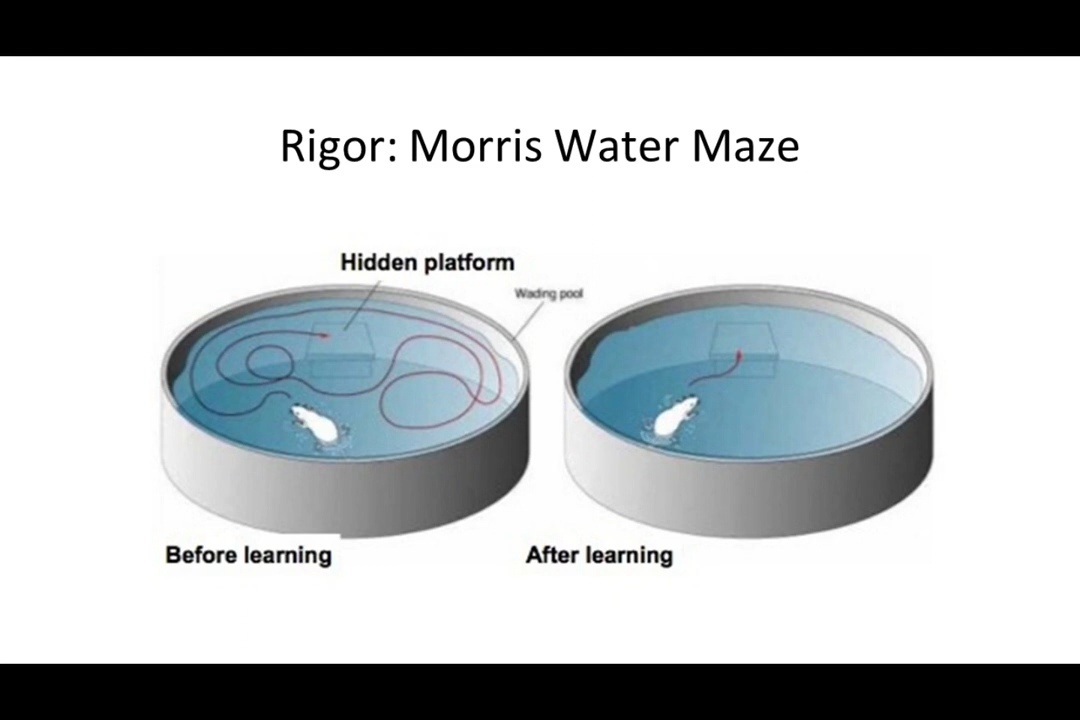 Rigor: Morris Water Maze
Hidden platform
Wading pool
Before learning
After learning